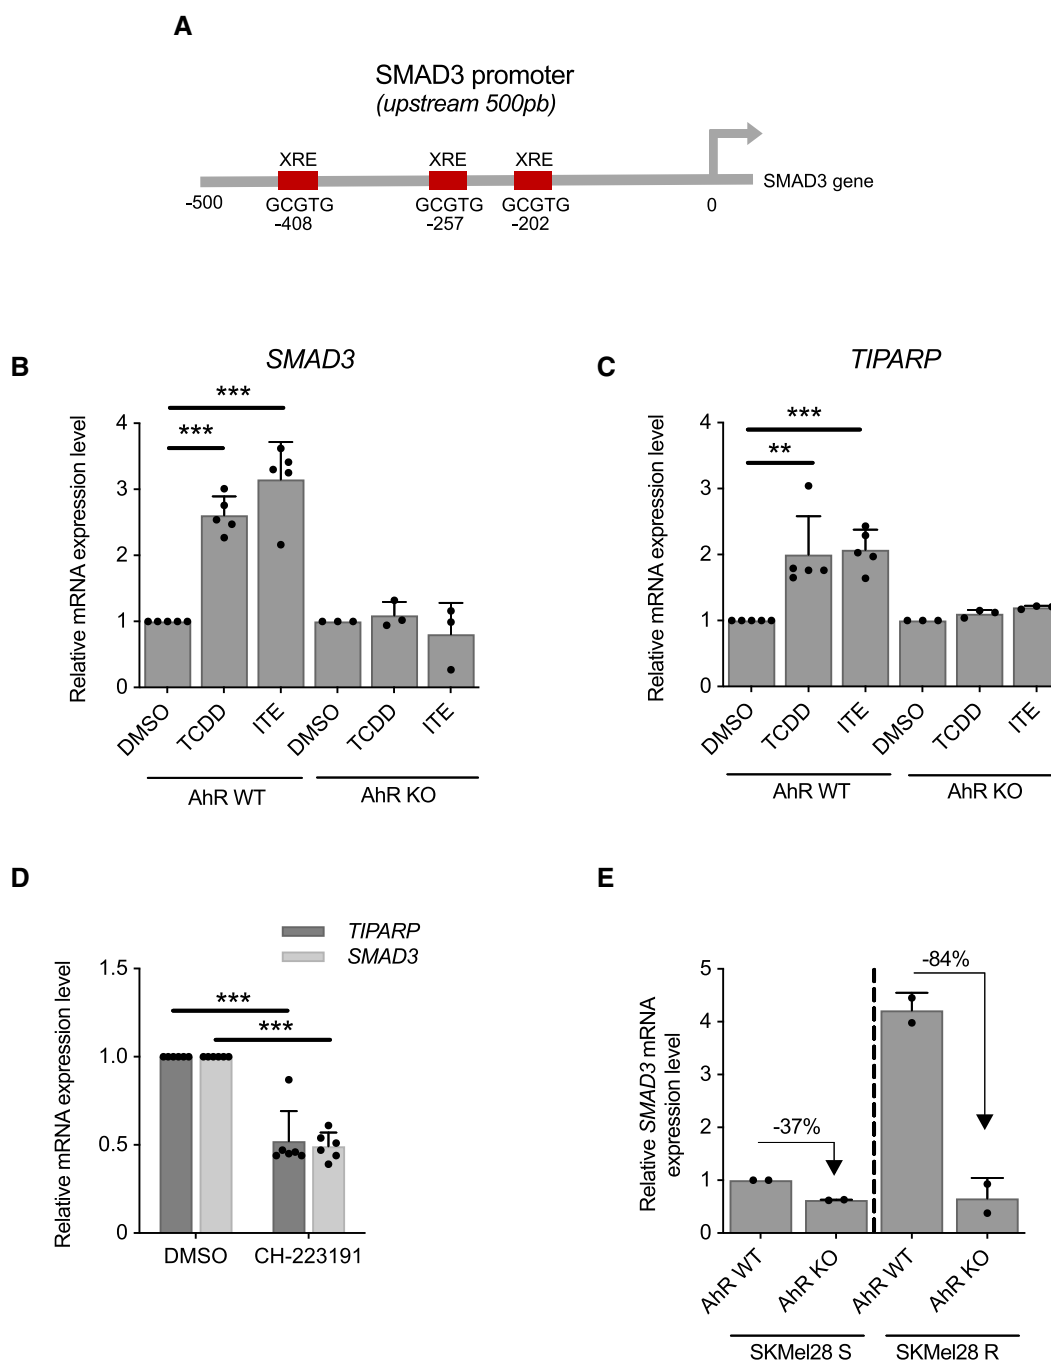 A
SMAD3 promoter
(upstream 500pb)
XRE XRE XRE
SMAD3 gene
-500 GCGTG GCGTG GCGTG 0
-408 -257 -202
B
SMAD3
Relative mRNA expression level
4
3
2
1
0
***
***
DMSO TCDD ITE DMSO TCDD ITE
AhR WT AhR KO
C
TIPARP
Relative mRNA expression level
4
3
2
1
0
***
**
DMSO TCDD ITE DMSO TCDD ITE
AhR WT AhR KO
D
TIPARP
SMAD3
Relative mRNA expression level
1.5
1.0
0.5
0
***
***
DMSO CH-223191
E
Relative SMAD3 mRNA
expression level
5
4
3
2
1
0
-37%
-84%
AhR WT AhR KO AhR WT AhR KO
SKMel28 S SKMel28 R